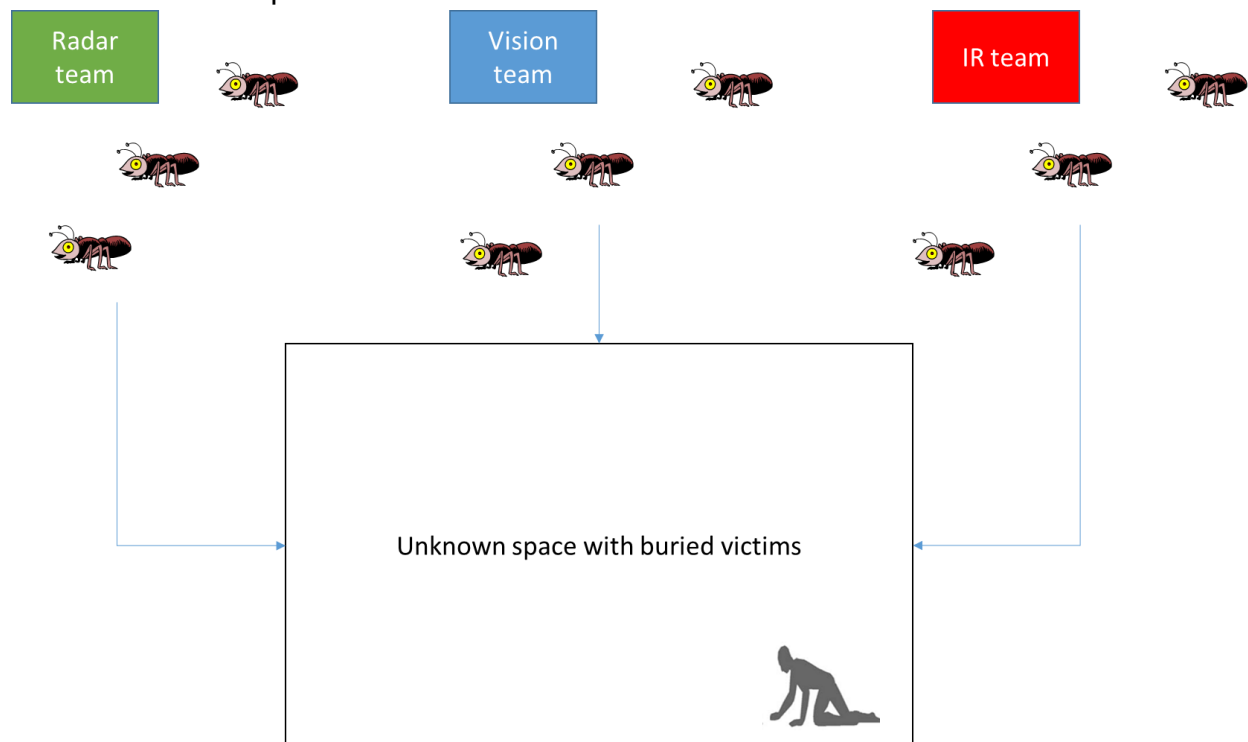 Radar
team
Vision
team
IR team
Unknown space with buried victims